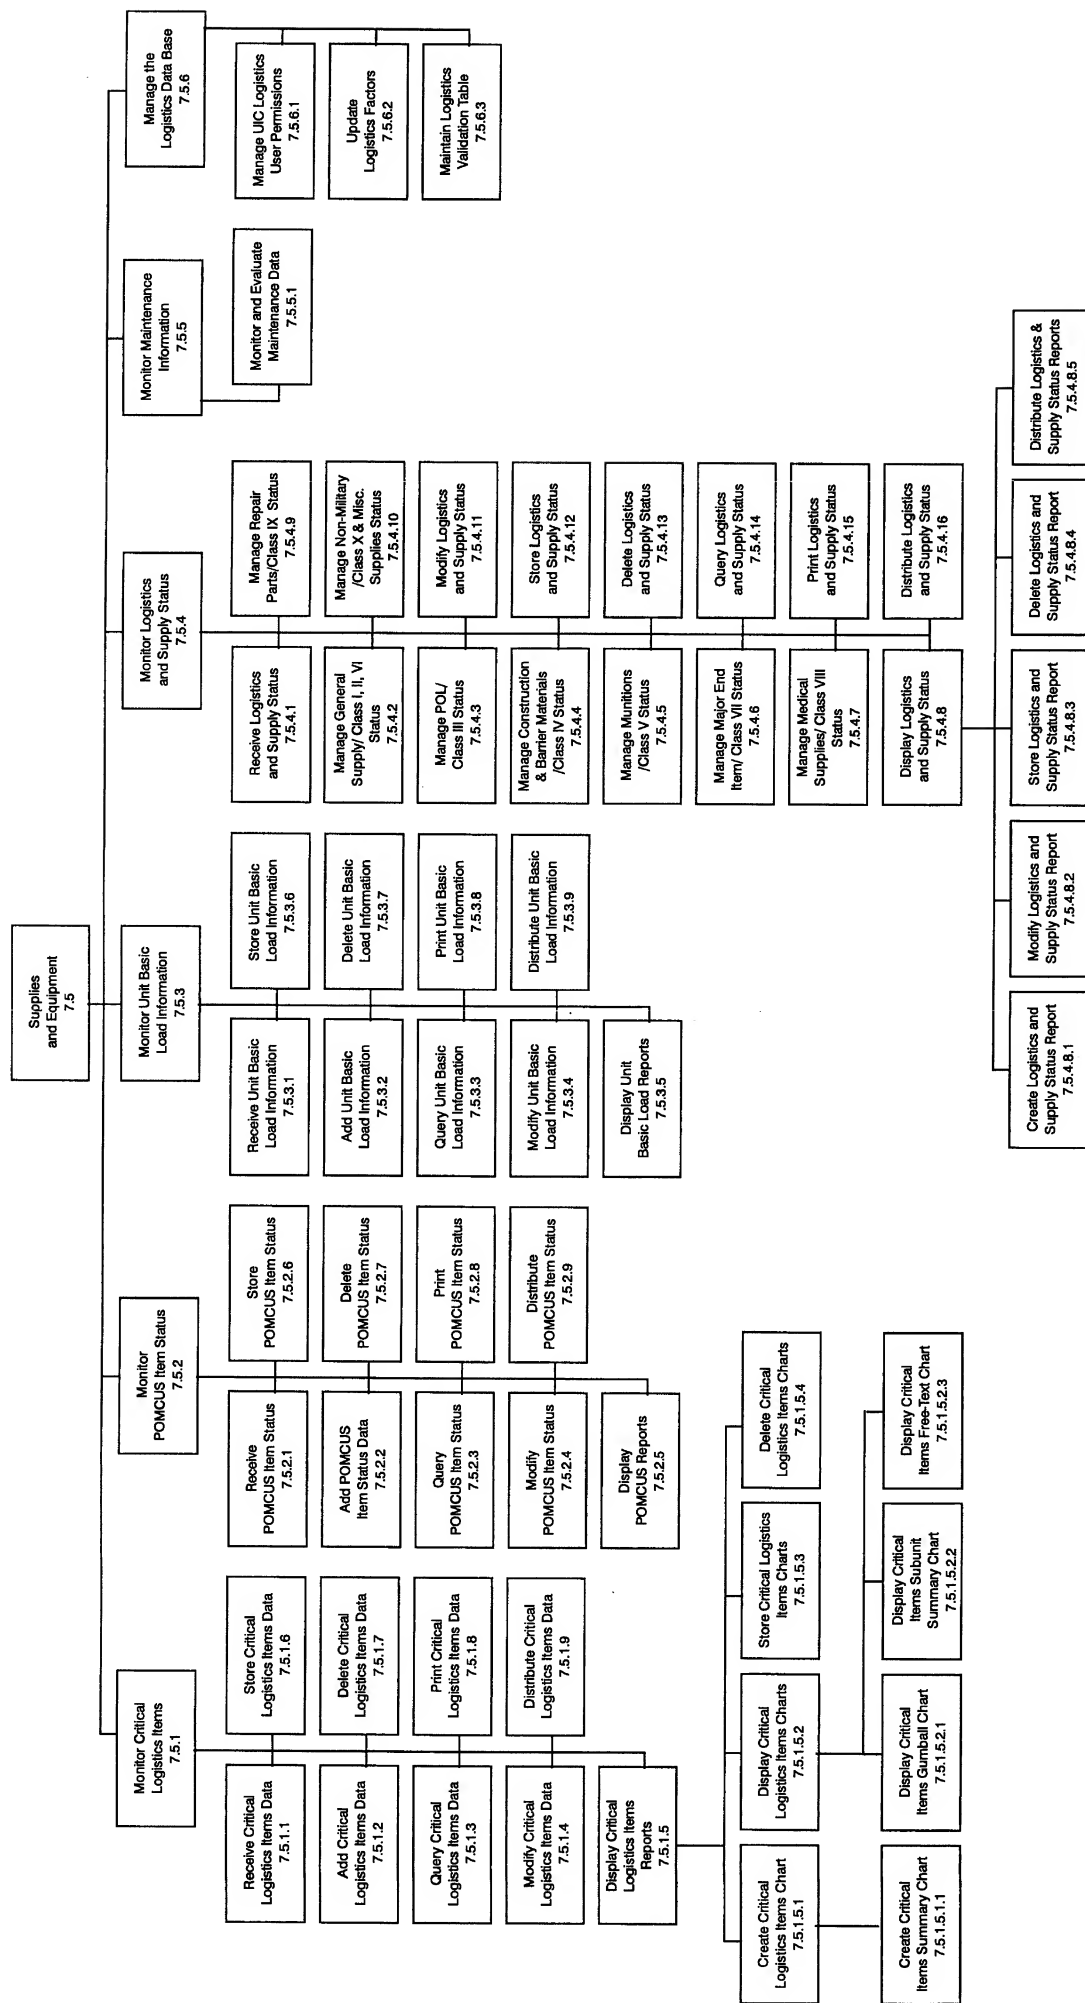 Supplies
and Equipment
7.5
Monitor Critical
Logistics Items
7.5.1
Monitor
POMCUS Item Status
7.5.2
Monitor Unit Basic
Load Information
7.5.3
Monitor Logistics
and Supply Status
7.5.4
Monitor Maintenance
Information
7.5.5
Manage the
Logistics Data Base
7.5.6
Receive Critical
Logistics Items Data
7.5.1.1
Store Critical
Logistics Items Data
7.5.1.6
Add Critical
Logistics Items Data
7.5.1.2
Delete Critical
Logistics Items Data
7.5.1.7
Query Critical
Logistics Items Data
7.5.1.3
Print Critical
Logistics Items Data
7.5.1.8
Modify Critical
Logistics Items Data
7.5.1.4
Distribute Critical
Logistics Items Data
7.5.1.9
Display Critical
Logistics Items
Reports
7.5.1.5
Create Critical
Logistics Items Chart
7.5.1.5.1
Display Critical
Logistics Items Charts
7.5.1.5.2
Store Critical Logistics
Items Charts
7.5.1.5.3
Delete Critical
Logistics Items Charts
7.5.1.5.4
Create Critical
Items Summary Chart
7.5.1.5.1.1
Display Critical
Items Gumball Chart
7.5.1.5.2.1
Display Critical
Items Subunit
Summary Chart
7.5.1.5.2.2
Display Critical
Items Free-Text Chart
7.5.1.5.2.3
Receive
POMCUS Item Status
7.5.2.1
Store
POMCUS Item Status
7.5.2.6
Add POMCUS
Item Status Data
7.5.2.2
Delete
POMCUS Item Status
7.5.2.7
Query
POMCUS Item Status
7.5.2.3
Print
POMCUS Item Status
7.5.2.8
Modify
POMCUS Item Status
7.5.2.4
Distribute
POMCUS Item Status
7.5.2.9
Display
POMCUS Reports
7.5.2.5
Receive Unit Basic
Load Information
7.5.3.1
Store Unit Basic
Load Information
7.5.3.6
Add Unit Basic
Load Information
7.5.3.2
Delete Unit Basic
Load Information
7.5.3.7
Query Unit Basic
Load Information
7.5.3.3
Print Unit Basic
Load Information
7.5.3.8
Modify Unit Basic
Load Information
7.5.3.4
Distribute Unit Basic
Load Information
7.5.3.9
Display Unit
Basic Load Reports
7.5.3.5
Receive Logistics
and Supply Status
7.5.4.1
Manage Repair
Parts/Class IX Status
7.5.4.9
Manage General
Supply/ Class I, II, VI
Status
7.5.4.2
Manage Non-Military
/Class X & Misc.
Supplies Status
7.5.4.10
Manage POL/
Class III Status
7.5.4.3
Modify Logistics
and Supply Status
7.5.4.11
Manage Construction
& Barrier Materials
/Class IV Status
7.5.4.4
Store Logistics
and Supply Status
7.5.4.12
Manage Munitions
/Class V Status
7.5.4.5
Delete Logistics
and Supply Status
7.5.4.13
Manage Major End
Item/ Class VII Status
7.5.4.6
Query Logistics
and Supply Status
7.5.4.14
Manage Medical
Supplies/ Class VIII
Status
7.5.4.7
Print Logistics
and Supply Status
7.5.4.15
Display Logistics
and Supply Status
7.5.4.8
Distribute Logistics
and Supply Status
7.5.4.16
Create Logistics and
Supply Status Report
7.5.4.8.1
Modify Logistics and
Supply Status Report
7.5.4.8.2
Store Logistics and
Supply Status Report
7.5.4.8.3
Delete Logistics and
Supply Status Report
7.5.4.8.4
Distribute Logistics &
Supply Status Reports
7.5.4.8.5
Monitor and Evaluate
Maintenance Data
7.5.5.1
Manage UIC Logistics
User Permissions
7.5.6.1
Update
Logistics Factors
7.5.6.2
Maintain Logistics
Validation Table
7.5.6.3